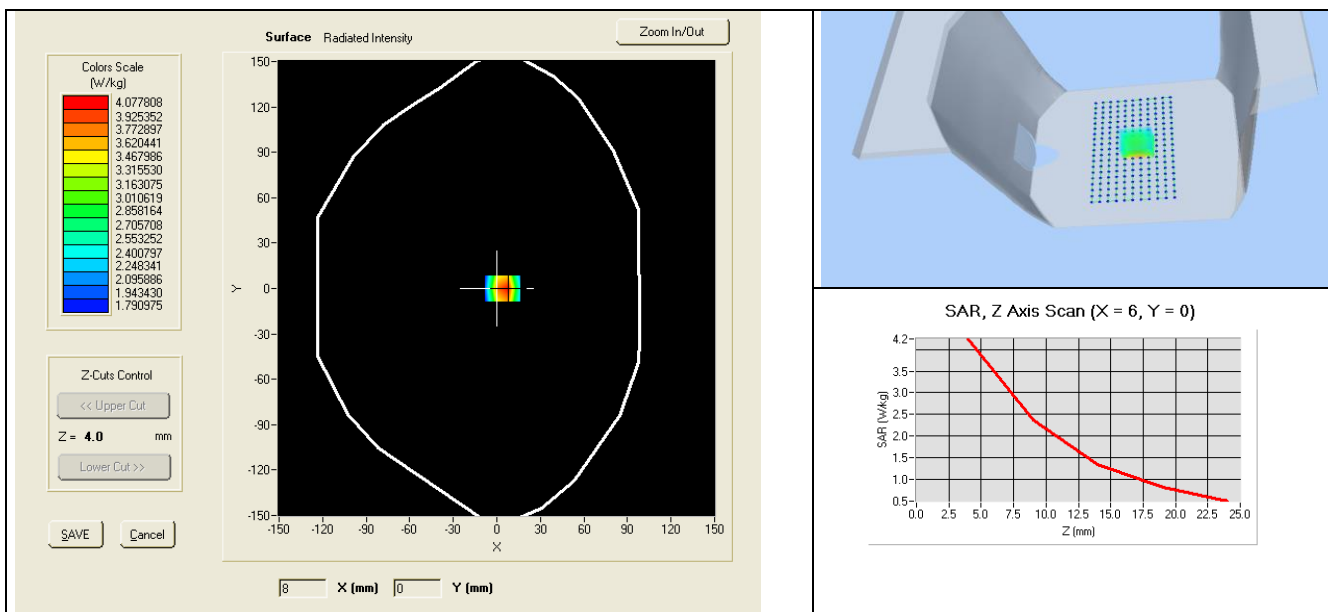 Surface Radiated Intensity
Zoom In/Out
Colors Scale
(W/kg)
4.077808
3.925352
3.772897
3.620441
3.467986
3.315530
3.163075
3.010619
2.858164
2.705708
2.553252
2.400797
2.248341
2.095886
1.943430
1.790975
Z-Cuts Control
<< Upper Cut
Z = 4.0 mm
Lower Cut >>
SAVE Cancel
150
120
90
60
30
0
-30
-60
-90
-120
-150
Y
-150 -120 -90 -60 -30 0 30 60 90 120 150
X
8 X (mm) 0 Y (mm)
SAR, Z Axis Scan (X = 6, Y = 0)
4.2
3.5
3.0
2.5
2.0
1.5
1.0
0.5
SAR (W/kg)
0.0 2.5 5.0 7.5 10.0 12.5 15.0 17.5 20.0 22.5 25.0
Z (mm)